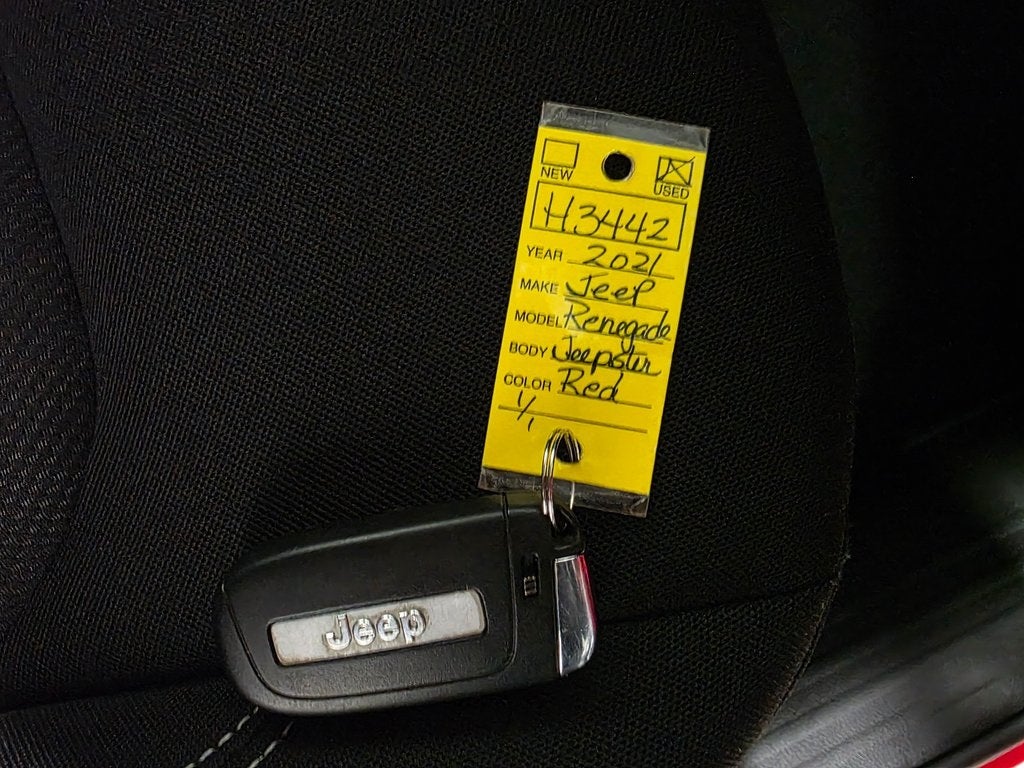 NEW USED
H3442
YEAR 2021
MAKE Jeep
MODEL Renegade
BODY Jeepster
COLOR Red
1/1
Jeep